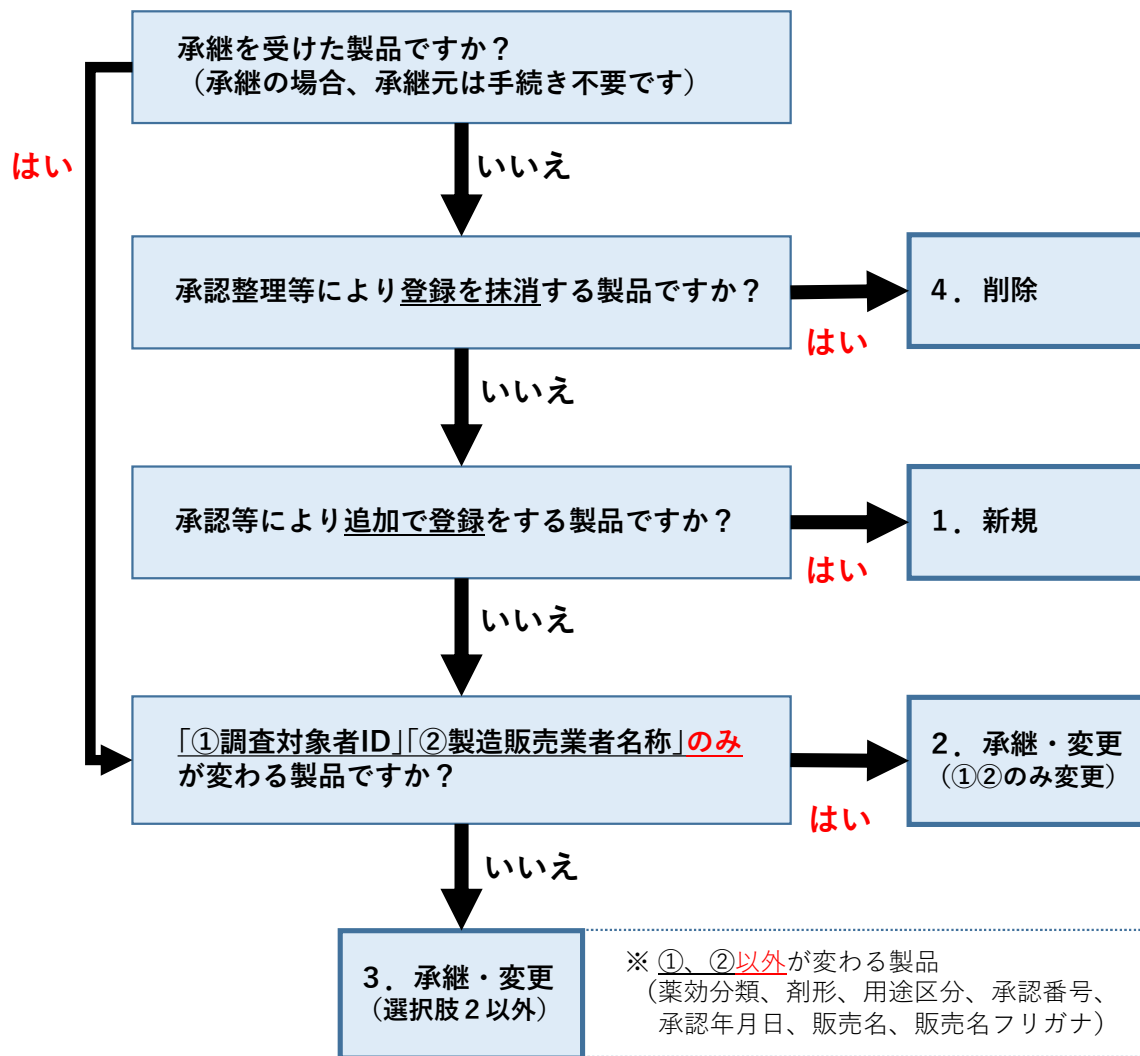 承継を受けた製品ですか？
（承継の場合、承継元は手続き不要です）
はい
いいえ
承認整理等により登録を抹消する製品ですか？
はい
４．削除
いいえ
承認等により追加で登録をする製品ですか？
はい
１．新規
いいえ
「①調査対象者ID」「②製造販売業者名称」のみ
が変わる製品ですか？
はい
２．承継・変更
（①②のみ変更）
いいえ
３．承継・変更
（選択肢２以外）
※ ①、②以外が変わる製品
（薬効分類、剤形、用途区分、承認番号、
承認年月日、販売名、販売名フリガナ）